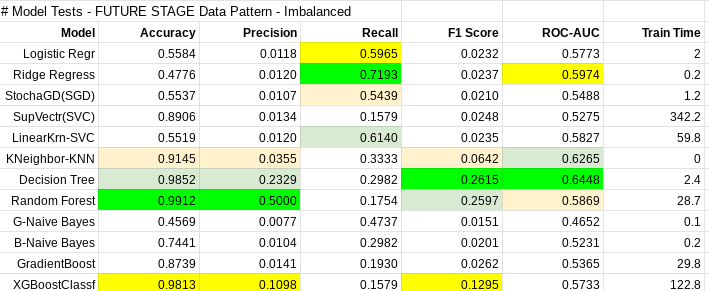 # Model Tests - FUTURE STAGE Data Pattern - Imbalanced
Model Accuracy Precision Recall F1 Score ROC-AUC Train Time
Logistic Regr 0.5584 0.0118 0.5965 0.0232 0.5773 2
Ridge Regress 0.4776 0.0120 0.7193 0.0237 0.5974 0.2
StochaGD(SGD) 0.5537 0.0107 0.5439 0.0210 0.5488 1.2
SupVectr(SVC) 0.8906 0.0134 0.1579 0.0248 0.5275 342.2
LinearKrn-SVC 0.5519 0.0120 0.6140 0.0235 0.5827 59.8
KNeighbor-KNN 0.9145 0.0355 0.3333 0.0642 0.6265 0
Decision Tree 0.9852 0.2329 0.2982 0.2615 0.6448 2.4
Random Forest 0.9912 0.5000 0.1754 0.2597 0.5869 28.7
G-Naive Bayes 0.4569 0.0077 0.4737 0.0151 0.4652 0.1
B-Naive Bayes 0.7441 0.0104 0.2982 0.0201 0.5231 0.2
GradientBoost 0.8739 0.0141 0.1930 0.0262 0.5365 29.8
XGBoostClassf 0.9813 0.1098 0.1579 0.1295 0.5733 122.8